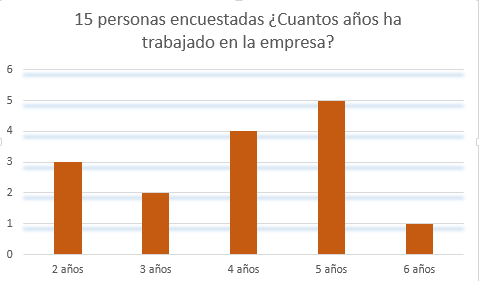 15 personas encuestadas ¿Cuantos años ha
trabajado en la empresa?
6
5
4
3
2
1
0
2 años
3 años
4 años
5 años
6 años